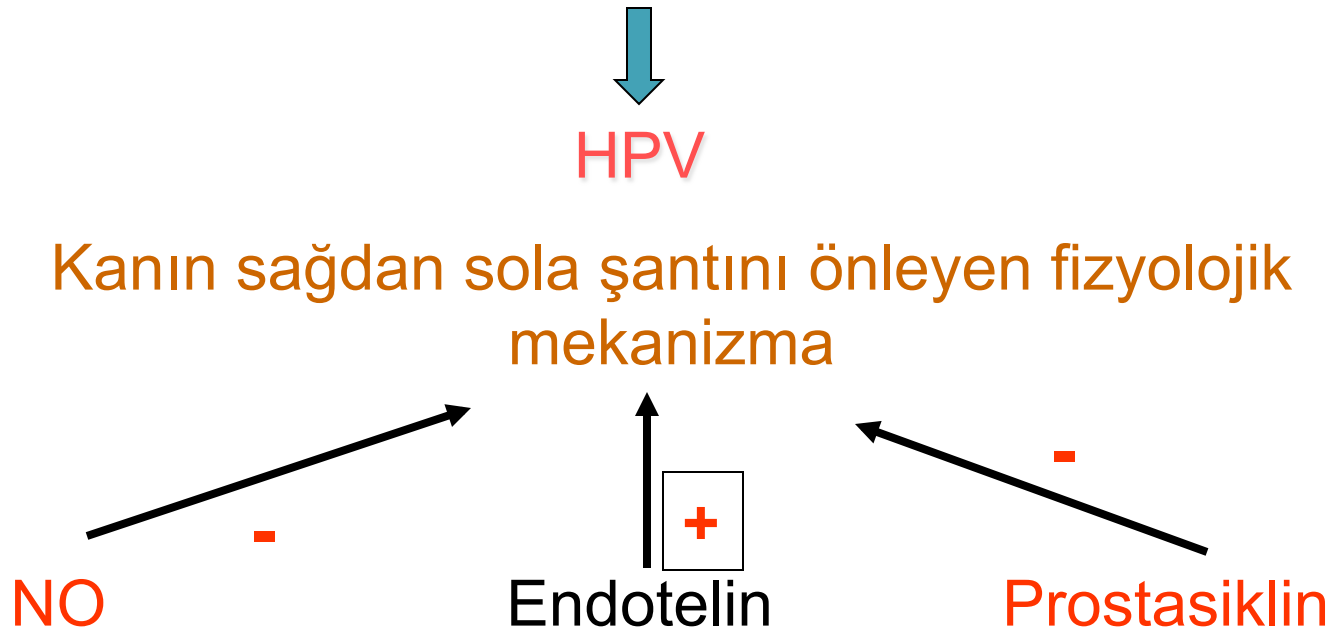 HPV
Kanın sağdan sola şantını önleyen fizyolojik
mekanizma
-
-
+
NO
Endotelin
Prostasiklin